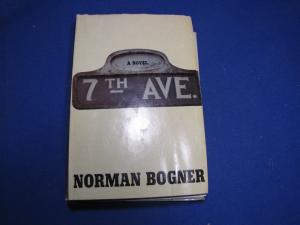 A NOVEL
7TH AVE.
NORMAN BOGNER